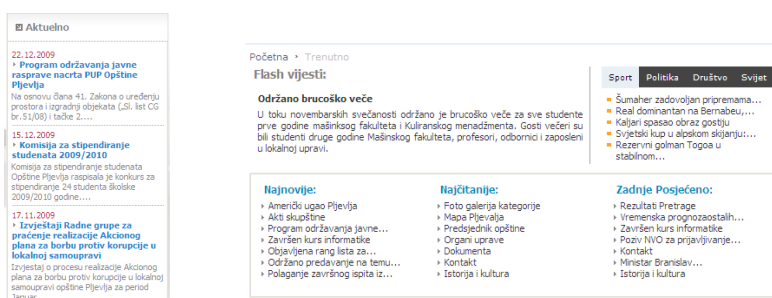 Aktuelno
22.12.2009
Program održavanja javne
rasprave nacrta PUP Opštine
Pljevlja
Na osnovu člana 41. Zakona o uređenju
prostora i izgradnji objekata („Sl. list CG
br.51/08) i tačke 2....
15.12.2009
Komisija za stipendiranje
studenata 2009/2010
Komisija za stipendiranje studenata
Opštine Pljevlja raspisala je konkurs za
stipendiranje 24 studenta školske
2009/2010 godine....
17.11.2009
Izvještaji Radne grupe za
praćenje realizacije Akcionog
plana za borbu protiv korupcije u
lokalnoj samoupravi
Izvjestaj o procesu realizacije Akcionog
plana za borbu protiv korupcije u lokalnoj
samoupravi opštine Pljevlja za period
Januar
Početna Trenutno
Flash vijesti:
Održano brucoško veče
U toku novembarskih svečanosti održano je brucoško veče za sve studente
prve godine mašinksog fakulteta i Kuliranskog menadžmenta. Gosti večeri su
bili studenti druge godine Mašinskog fakulteta, profesori, odbornici i zaposleni
u lokalnoj upravi.
Sport Politika Društvo Svijet
Šumaher zadovoljan pripremama...
Real dominantan na Bernabeu,...
Kaljari spasao obraz gostiju
Svjetski kup u alpskom skijanju:...
Rezervni golman Togoa u
stabilnom...
Najnovije:
Američki ugao Pljevlja
Akti skupštine
Program održavanja javne...
Završen kurs informatike
Objavljena rang lista za...
Održano predavanje na temu...
Polaganje završnog ispita iz...
Najčitanije:
Foto galerija kategorije
Mapa Pljevalja
Predsjednik opštine
Organi uprave
Dokumenta
Kontakt
Istorija i kultura
Zadnje Posjećeno:
Rezultati Pretrage
Vremenska prognozaostalih...
Završen kurs informatike
Poziv NVO za prijavljivanje...
Kontakt
Ministar Branislav...
Istorija i kultura